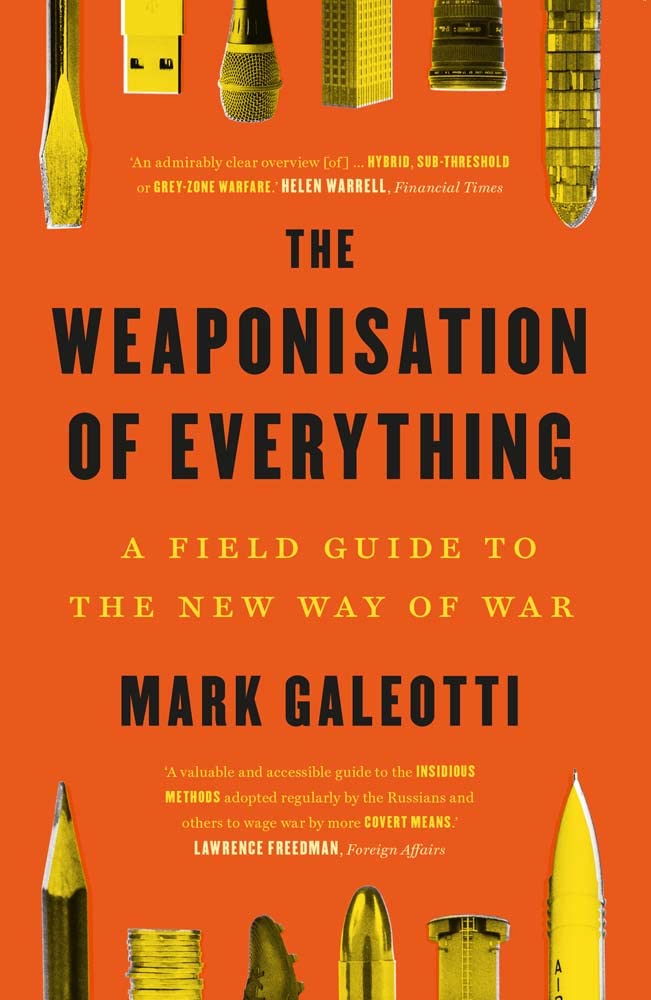 ‘An admirably clear overview [of] ... HYBRID, SUB-THRESHOLD
or GREY-ZONE WARFARE.’ HELEN WARRELL, Financial Times
THE
WEAPONISATION
OF EVERYTHING
A FIELD GUIDE TO
THE NEW WAY OF WAR
MARK GALEOTTI
‘A valuable and accessible guide to the INSIDIOUS
METHODS adopted regularly by the Russians and
others to wage war by more COVERT MEANS.’
LAWRENCE FREEDMAN, Foreign Affairs